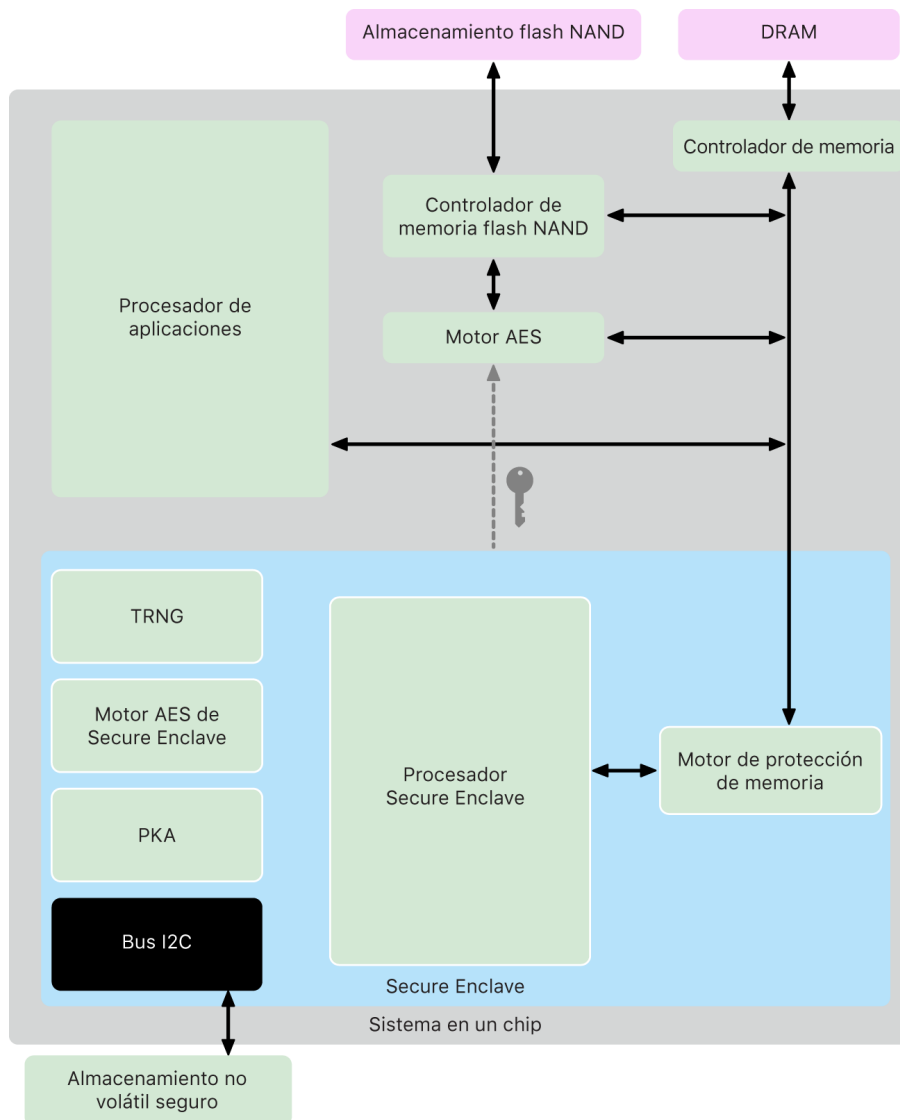 Almacenamiento flash NAND
DRAM
Controlador de memoria
Controlador de
memoria flash NAND
Procesador de
aplicaciones
Motor AES
TRNG
Motor AES de
Secure Enclave
Procesador
Secure Enclave
Motor de protección
de memoria
PKA
Bus I2C
Secure Enclave
Sistema en un chip
Almacenamiento no
volátil seguro